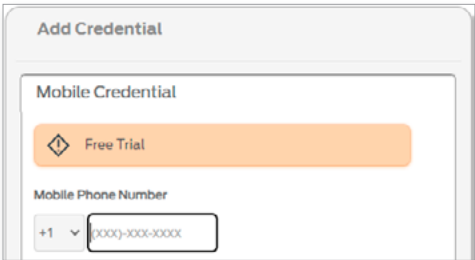 Add Credential
Mobile Credential
Free Trial
Mobile Phone Number
+1 (xxx)-xxx-xxxx